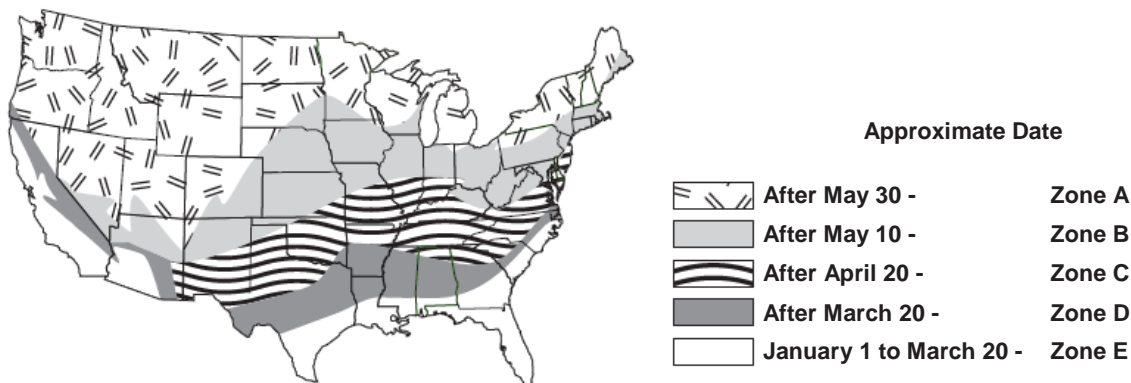 Approximate Date
After May 30 - Zone A
After May 10 - Zone B
After April 20 - Zone C
After March 20 - Zone D
January 1 to March 20 - Zone E